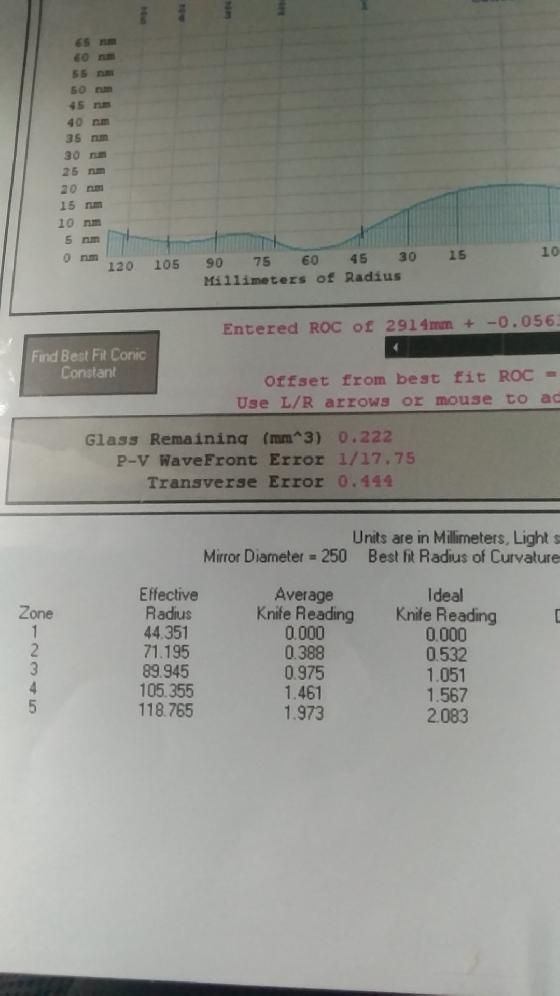 65 nm
60 nm
55 nm
50 nm
45 nm
40 nm
35 nm
30 nm
25 nm
20 nm
15 nm
10 nm
5 nm
0 nm
120 105 90 75 60 45 30 15 10
Millimeters of Radius
Entered ROC of 2914mm + -0.056
Find Best Fit Conic
Constant
Offset from best fit ROC =
Use L/R arrows or mouse to ad
Glass Remaining (mm^3) 0.222
P-V WaveFront Error 1/17.75
Transverse Error 0.444
Units are in Millimeters, Light s
Mirror Diameter = 250 Best fit Radius of Curvature
Effective Average Ideal
Zone Radius Knife Reading Knife Reading
1 44.351 0.000 0.000
2 71.195 0.388 0.532
3 89.945 0.975 1.051
4 105.355 1.461 1.567
5 118.765 1.973 2.083